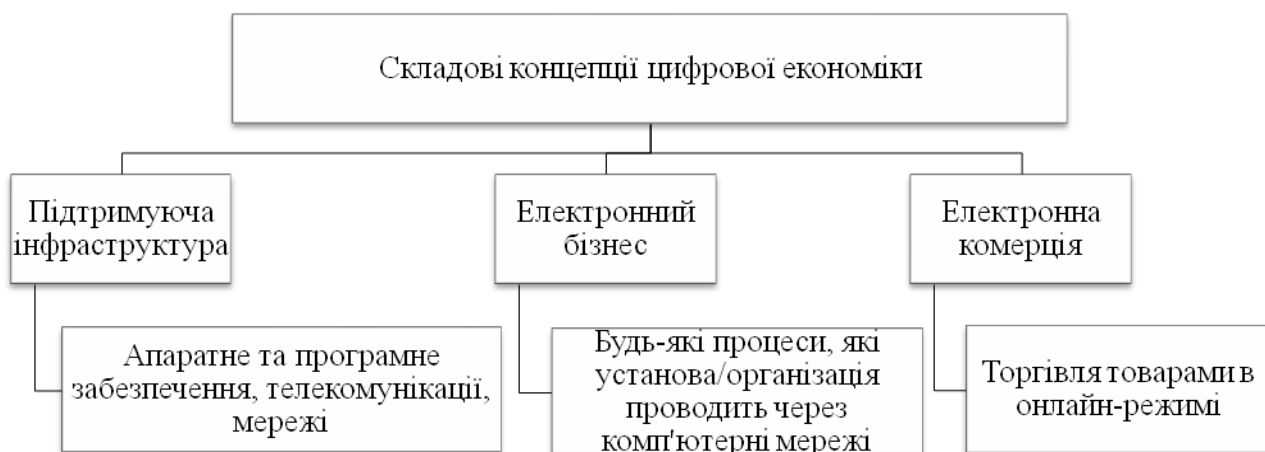 Складові концепції цифрової економіки
Підтримуюча
інфраструктура
Електронний
бізнес
Електронна
комерція
Апаратне та програмне
забезпечення, телекомунікації,
мережі
Будь-які процеси, які
установа/організація
проводить через
комп'ютерні мережі
Торгівля товарами в
онлайн-режимі